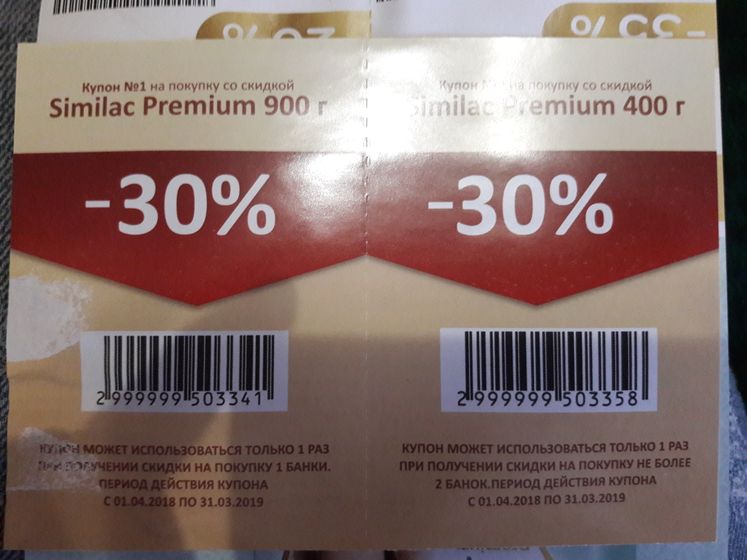 -35%
Купон №1 на покупку со скидкой
Similac Premium 900 г
-30%
2 999999 503341
КУПОН МОЖЕТ ИСПОЛЬЗОВАТЬСЯ ТОЛЬКО 1 РАЗ
ПРИ ПОЛУЧЕНИИ СКИДКИ НА ПОКУПКУ 1 БАНКИ.
ПЕРИОД ДЕЙСТВИЯ КУПОНА
С 01.04.2018 ПО 31.03.2019
Купон на покупку со скидкой
Similac Premium 400 г
-30%
2 999999 503358
КУПОН МОЖЕТ ИСПОЛЬЗОВАТЬСЯ ТОЛЬКО 1 РАЗ
ПРИ ПОЛУЧЕНИИ СКИДКИ НА ПОКУПКУ НЕ БОЛЕЕ
2 БАНОК.ПЕРИОД ДЕЙСТВИЯ КУПОНА
С 01.04.2018 ПО 31.03.2019